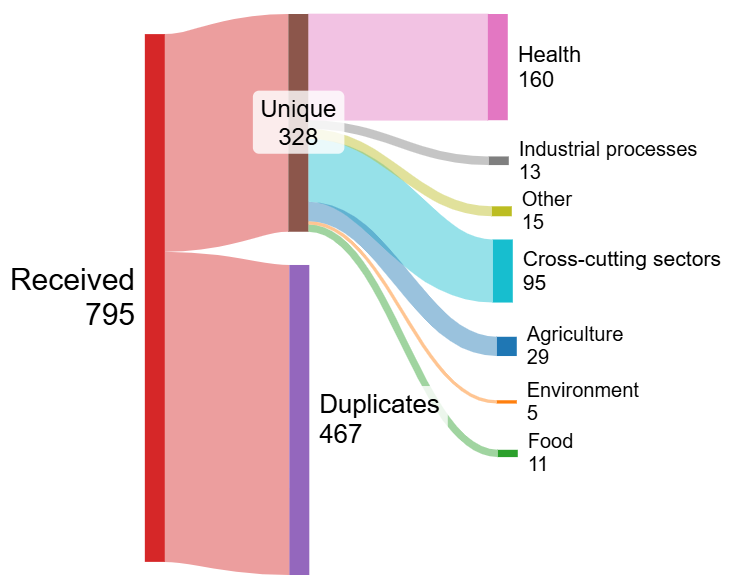 Received
795
Unique
328
Duplicates
467
Health
160
Industrial processes
13
Other
15
Cross-cutting sectors
95
Agriculture
29
Environment
5
Food
11